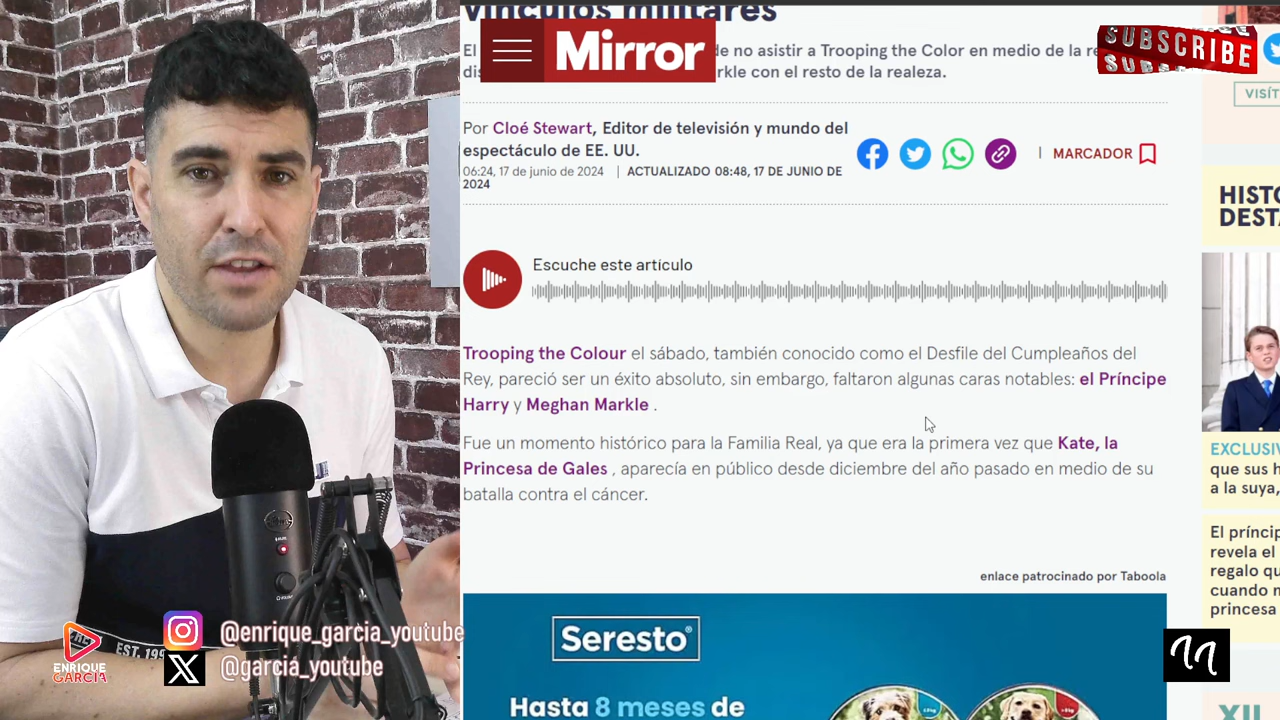 vínculos militares
El
de no asistir a Trooping the Color en medio de la
rkle con el resto de la realeza.
Mirror
SUBSCRIBE
VISÍT
Por Cloé Stewart, Editor de televisión y mundo del
espectáculo de EE. UU.
06:24, 17 de junio de 2024 | ACTUALIZADO 08:48, 17 DE JUNIO DE
2024
| MARCADOR
Escuche este artículo
Trooping the Colour el sábado, también conocido como el Desfile del Cumpleaños del
Rey, pareció ser un éxito absoluto, sin embargo, faltaron algunas caras notables: el Príncipe
Harry y Meghan Markle .
Fue un momento histórico para la Familia Real, ya que era la primera vez que Kate, la
Princesa de Gales , aparecía en público desde diciembre del año pasado en medio de su
batalla contra el cáncer.
enlace patrocinado por Taboola
Seresto®
Hasta 8 meses de
HISTO
DESTA
EXCLUSIV
que sus h
a la suya,
El príncip
revela el
regalo qu
cuando m
princesa
XU
EST. 199
ENRIQUE
GARCIA
@enrique_garcia_youtube
@garcia_youtube